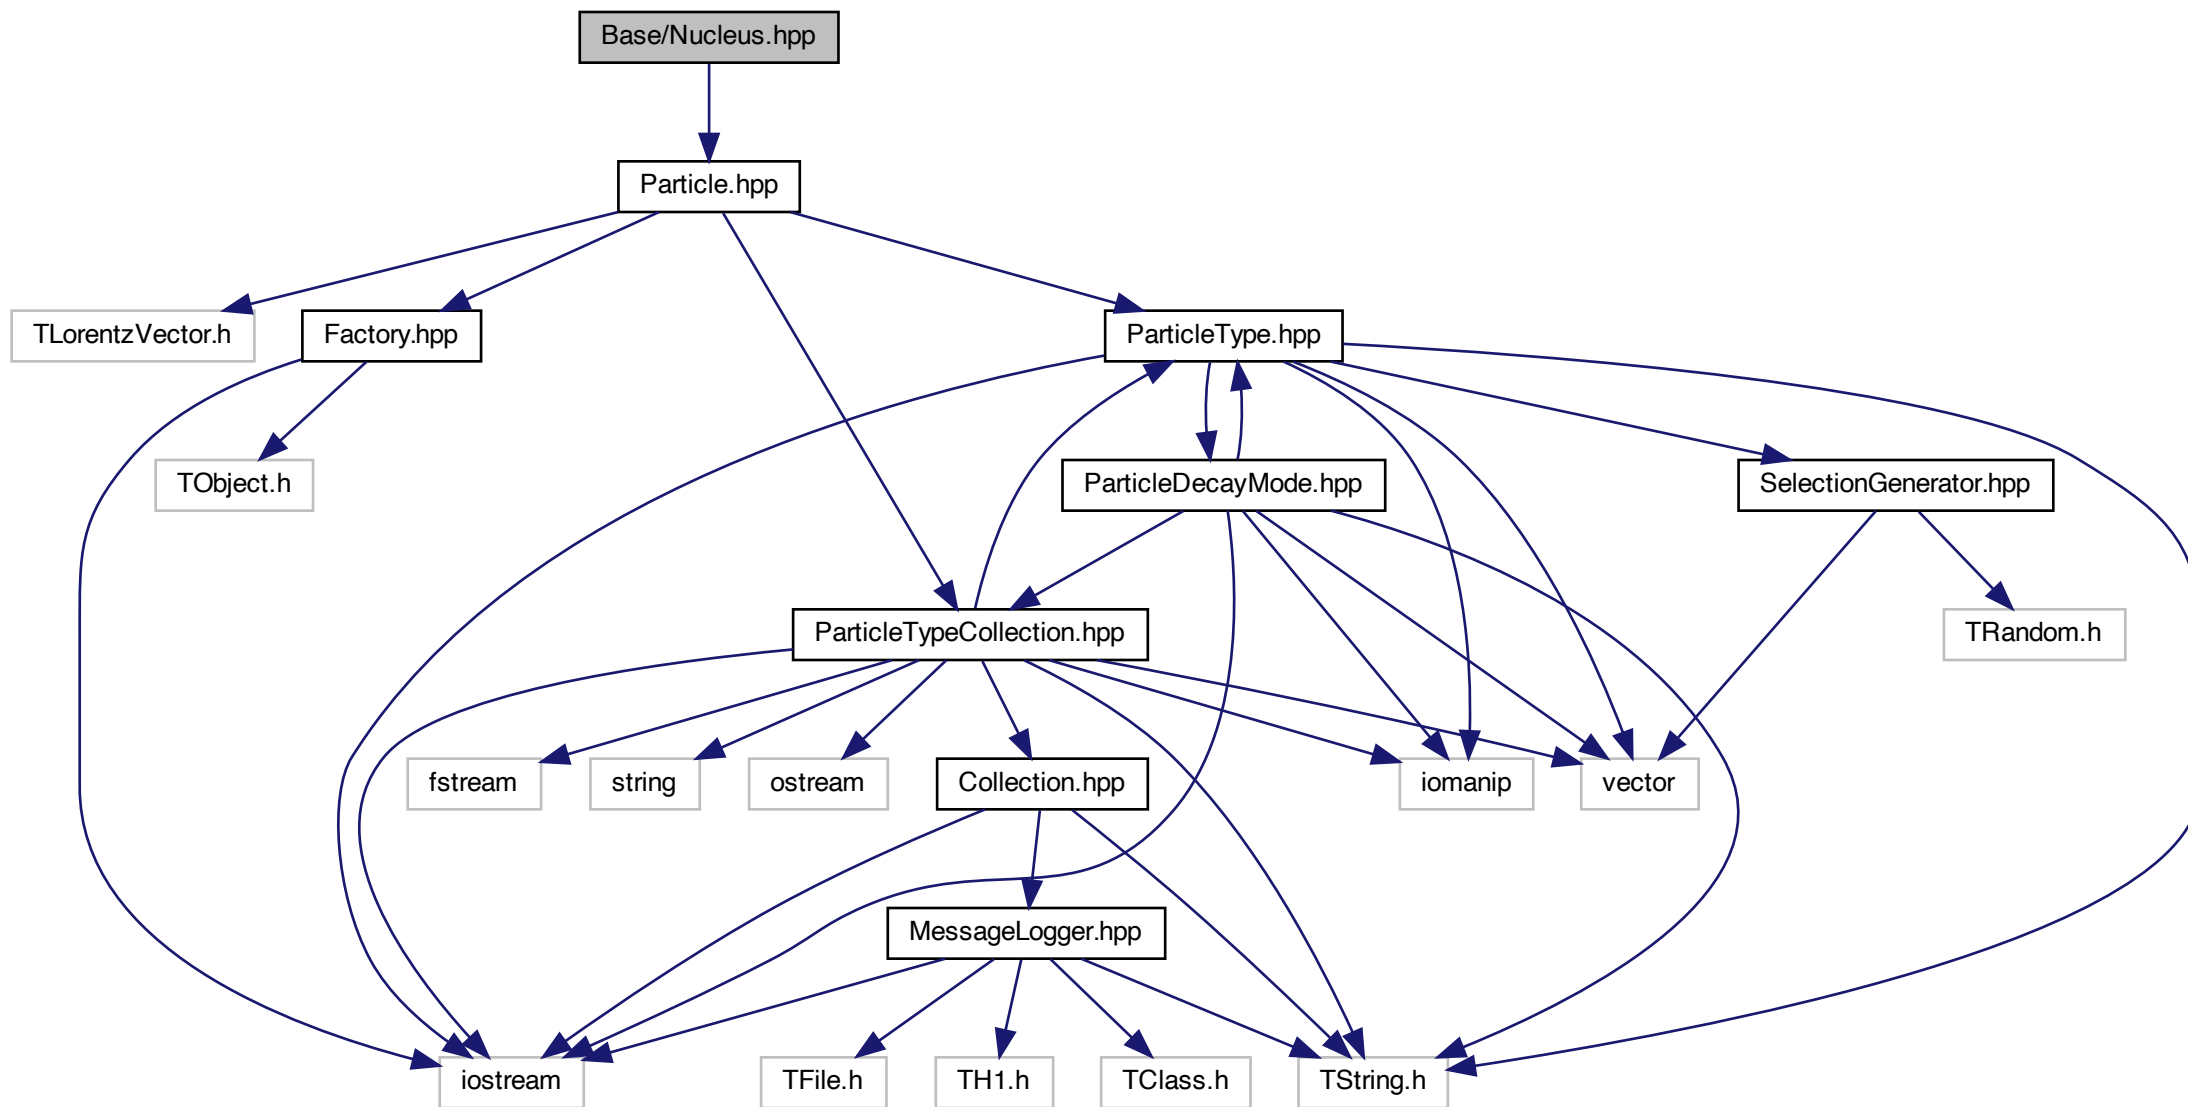 Base/Nucleus.hpp
Particle.hpp
TLorentzVector.h
Factory.hpp
ParticleType.hpp
TObject.h
ParticleDecayMode.hpp
SelectionGenerator.hpp
ParticleTypeCollection.hpp
TRandom.h
fstream
string
ostream
Collection.hpp
iomanip
vector
MessageLogger.hpp
iostream
TFile.h
TH1.h
TClass.h
TString.h